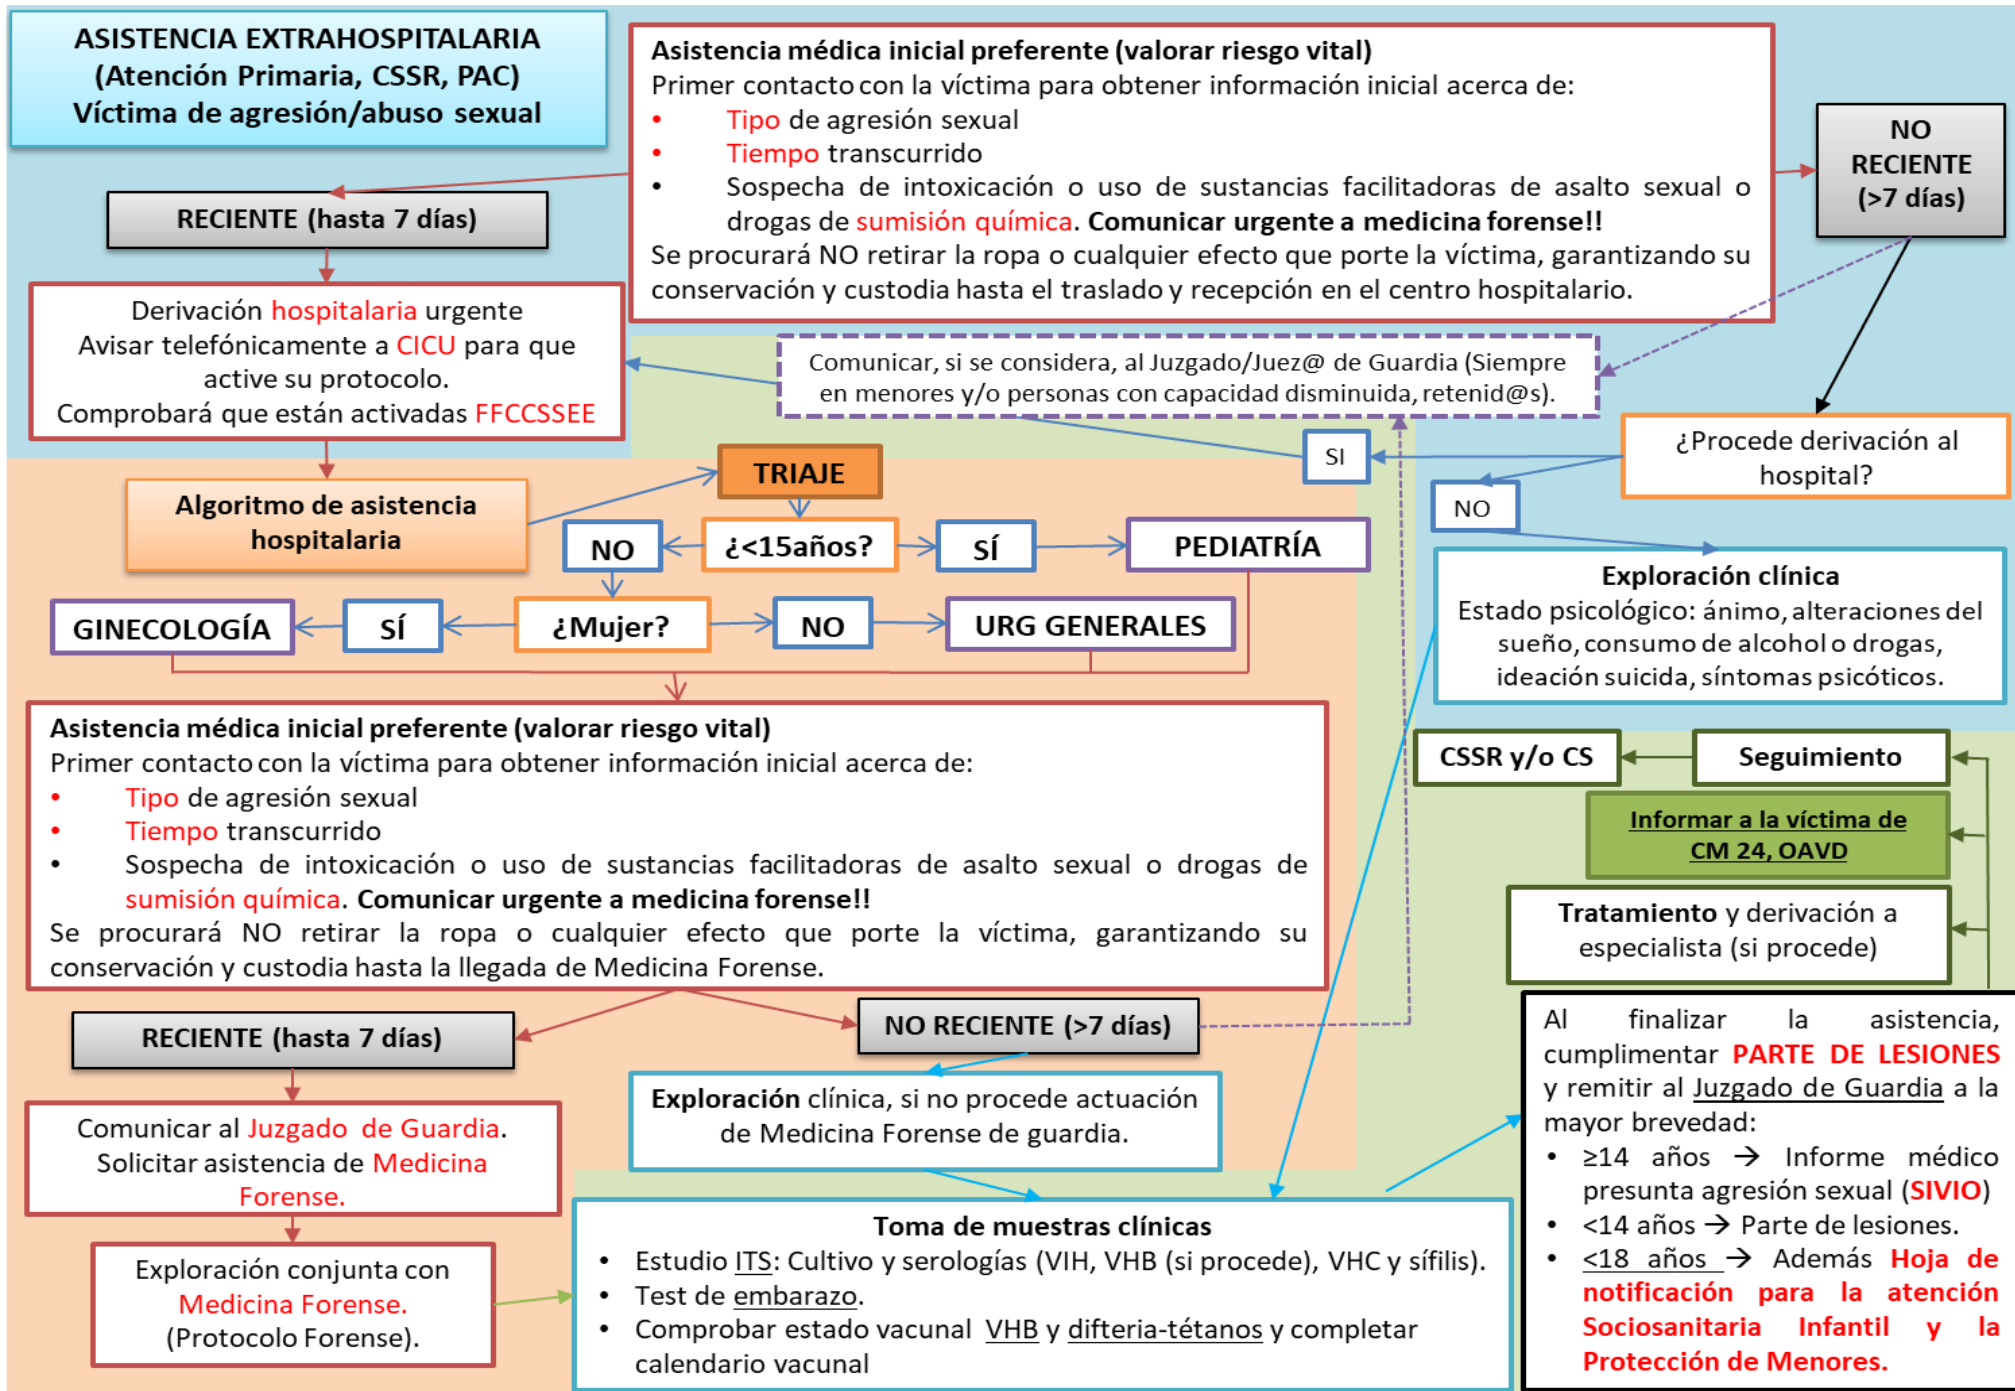 ASISTENCIA EXTRAHOSPITALARIA
(Atención Primaria, CSSR, PAC)
Víctima de agresión/abuso sexual
Asistencia médica inicial preferente (valorar riesgo vital)
Primer contacto con la víctima para obtener información inicial acerca de:
• Tipo de agresión sexual
• Tiempo transcurrido
• Sospecha de intoxicación o uso de sustancias facilitadoras de asalto sexual o
drogas de sumisión química. Comunicar urgente a medicina forense!!
Se procurará NO retirar la ropa o cualquier efecto que porte la víctima, garantizando su
conservación y custodia hasta el traslado y recepción en el centro hospitalario.
NO
RECIENTE
(>7 días)
RECIENTE (hasta 7 días)
Derivación hospitalaria urgente
Avisar telefónicamente a CICU para que
active su protocolo.
Comprobará que están activadas FFCCSSEE
Comunicar, si se considera, al Juzgado/Juez@ de Guardia (Siempre
en menores y/o personas con capacidad disminuida, retenid@s).
¿Procede derivación al
hospital?
SI
NO
Algoritmo de asistencia
hospitalaria
TRIAJE
¿<15años?
NO
SÍ
PEDIATRÍA
¿Mujer?
SÍ
GINECOLOGÍA
NO
URG GENERALES
Exploración clínica
Estado psicológico: ánimo, alteraciones del
sueño, consumo de alcohol o drogas,
ideación suicida, síntomas psicóticos.
Asistencia médica inicial preferente (valorar riesgo vital)
Primer contacto con la víctima para obtener información inicial acerca de:
• Tipo de agresión sexual
• Tiempo transcurrido
• Sospecha de intoxicación o uso de sustancias facilitadoras de asalto sexual o drogas de
sumisión química. Comunicar urgente a medicina forense!!
Se procurará NO retirar la ropa o cualquier efecto que porte la víctima, garantizando su
conservación y custodia hasta la llegada de Medicina Forense.
CSSR y/o CS
Seguimiento
Informar a la víctima de
CM 24, OAVD
Tratamiento y derivación a
especialista (si procede)
RECIENTE (hasta 7 días)
NO RECIENTE (>7 días)
Comunicar al Juzgado de Guardia.
Solicitar asistencia de Medicina
Forense.
Exploración clínica, si no procede actuación
de Medicina Forense de guardia.
Exploración conjunta con
Medicina Forense.
(Protocolo Forense).
Toma de muestras clínicas
• Estudio ITS: Cultivo y serologías (VIH, VHB (si procede), VHC y sífilis).
• Test de embarazo.
• Comprobar estado vacunal VHB y difteria-tétanos y completar
calendario vacunal
Al finalizar la asistencia,
cumplimentar PARTE DE LESIONES
y remitir al Juzgado de Guardia a la
mayor brevedad:
• ≥14 años → Informe médico
presunta agresión sexual (SIVIO)
• <14 años → Parte de lesiones.
• <18 años → Además Hoja de
notificación para la atención
Sociosanitaria Infantil y la
Protección de Menores.